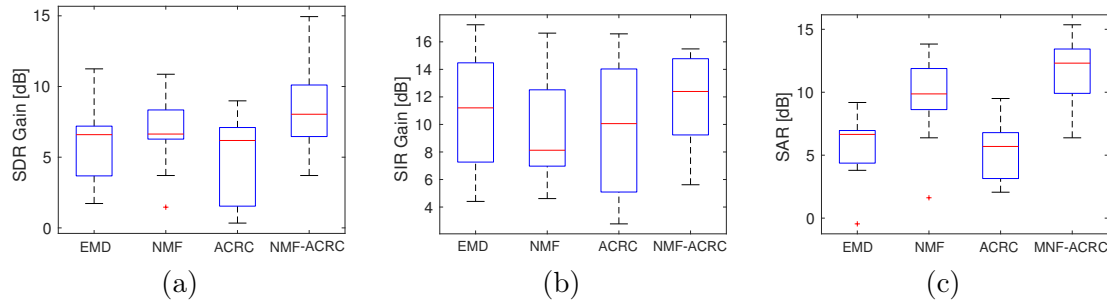 SDR Gain [dB]
15
10
5
0
EMD NMF ACRC NMF-ACRC
(a)
SIR Gain [dB]
16
14
12
10
8
6
4
EMD NMF ACRC NMF-ACRC
(b)
SAR [dB]
15
10
5
0
EMD NMF ACRC MNF-ACRC
(c)